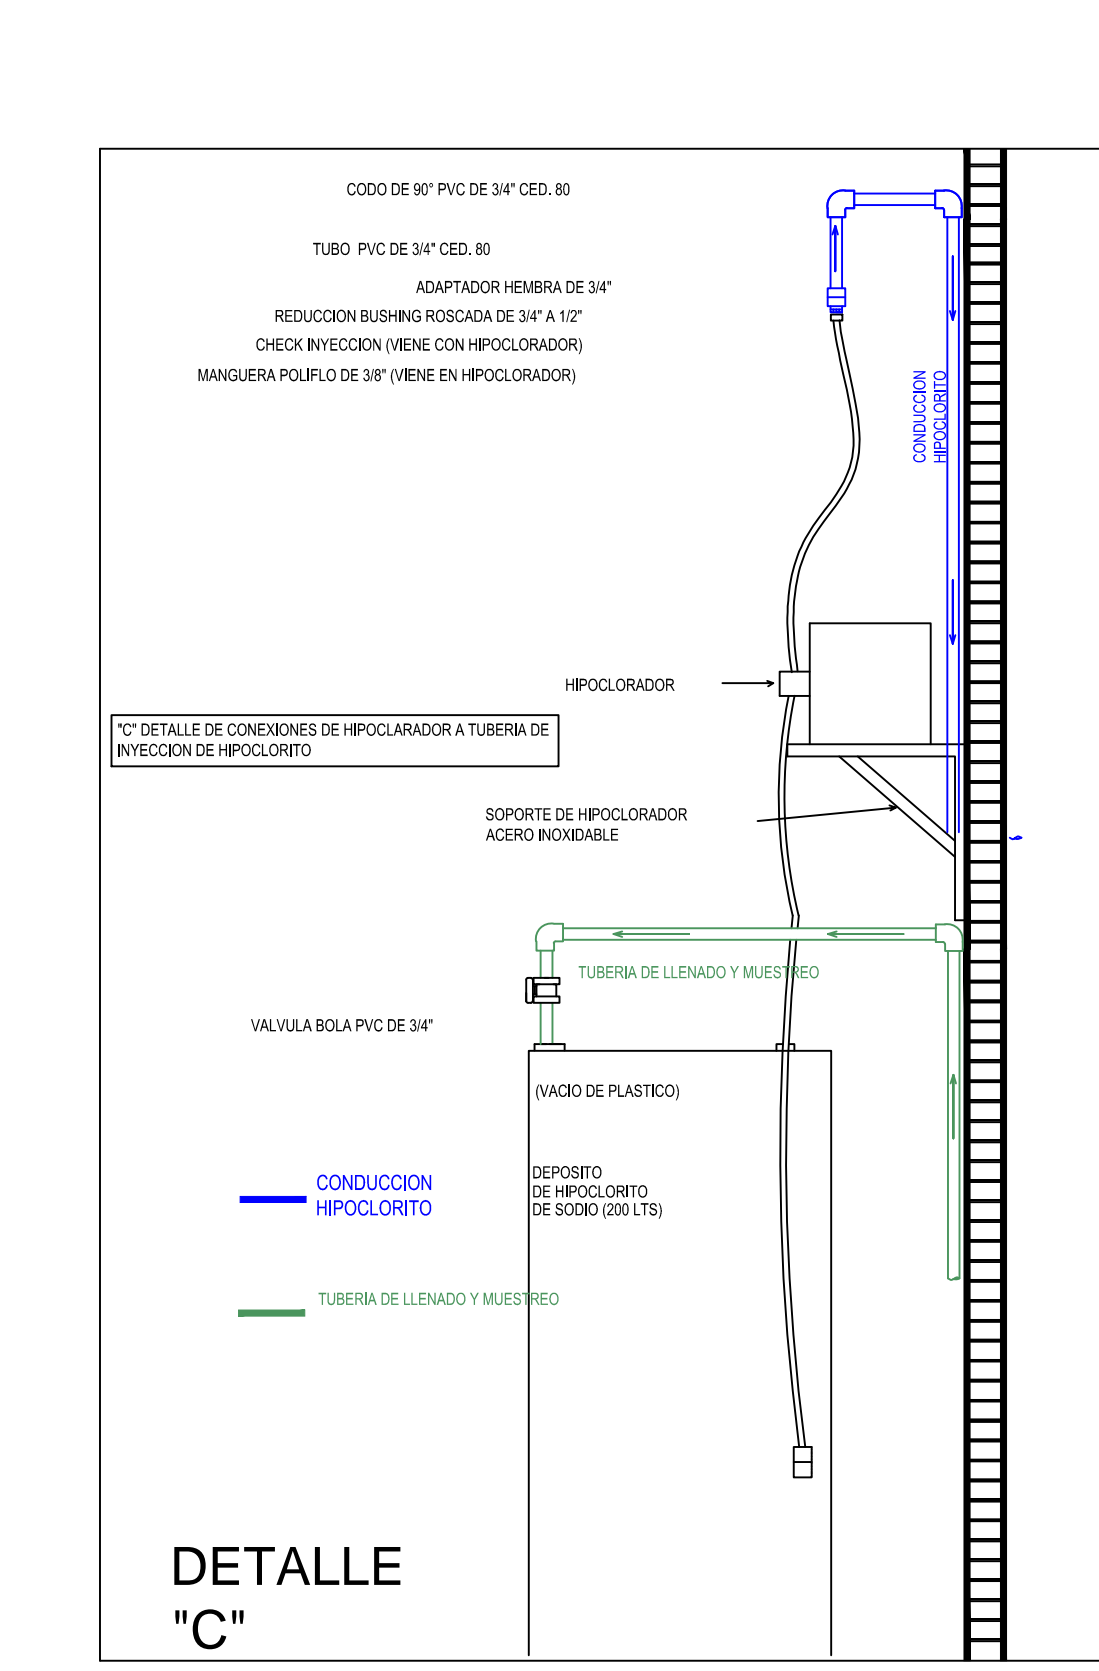 CODO DE 90° PVC DE 3/4" CED. 80
TUBO PVC DE 3/4" CED. 80
ADAPTADOR HEMBRA DE 3/4"
REDUCCION BUSHING ROSCADA DE 3/4" A 1/2"
CHECK INYECCION (VIENE CON HIPOCLORADOR)
MANGUERA POLIFLO DE 3/8" (VIENE EN HIPOCLORADOR)
CONDUCCION
HIPOCLORITO
HIPOCLORADOR
"C" DETALLE DE CONEXIONES DE HIPOCLARADOR A TUBERIA DE
INYECCION DE HIPOCLORITO
SOPORTE DE HIPOCLORADOR
ACERO INOXIDABLE
TUBERIA DE LLENADO Y MUESTREO
VALVULA BOLA PVC DE 3/4"
(VACIO DE PLASTICO)
DEPOSITO
DE HIPOCLORITO
DE SODIO (200 LTS)
CONDUCCION
HIPOCLORITO
TUBERIA DE LLENADO Y MUESTREO
DETALLE
"C"